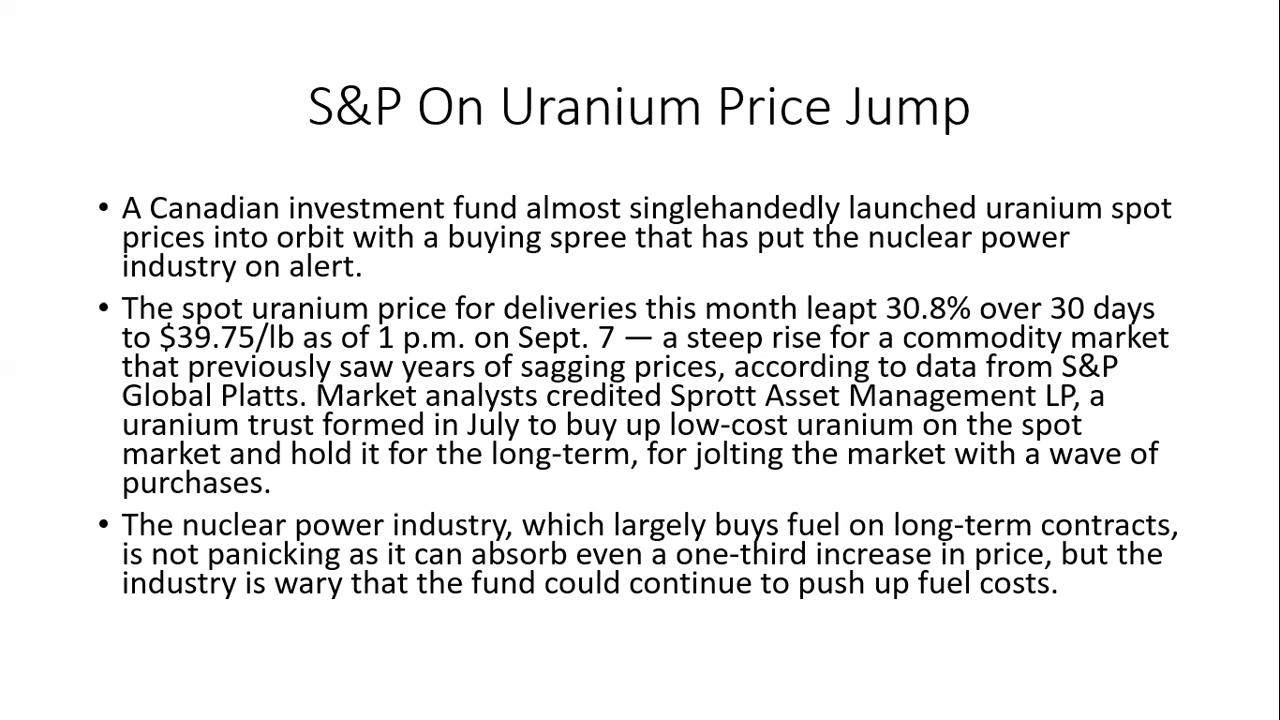 S&P On Uranium Price Jump
• A Canadian investment fund almost singlehandedly launched uranium spot
prices into orbit with a buying spree that has put the nuclear power
industry on alert.
• The spot uranium price for deliveries this month leapt 30.8% over 30 days
to $39.75/lb as of 1 p.m. on Sept. 7 — a steep rise for a commodity market
that previously saw years of sagging prices, according to data from S&P
Global Platts. Market analysts credited Sprott Asset Management LP, a
uranium trust formed in July to buy up low-cost uranium on the spot
market and hold it for the long-term, for jolting the market with a wave of
purchases.
• The nuclear power industry, which largely buys fuel on long-term contracts,
is not panicking as it can absorb even a one-third increase in price, but the
industry is wary that the fund could continue to push up fuel costs.